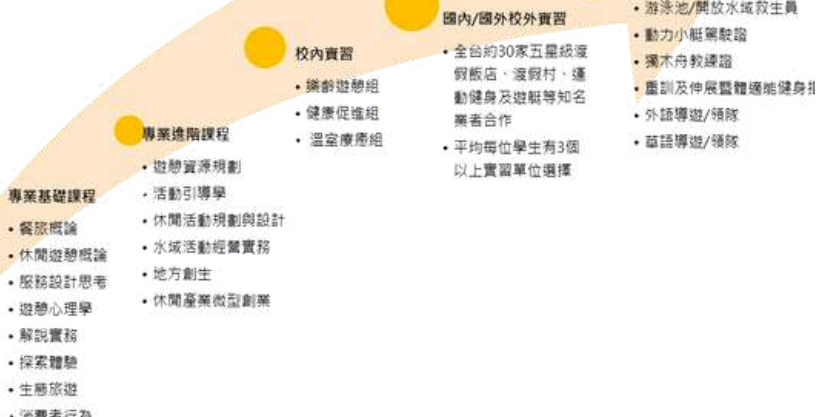 專業基礎課程
• 餐旅概論
• 休閒遊憩概論
• 服務設計思考
• 遊憩心理學
• 解說實務
• 探索體驗
• 生態旅遊
• 消費者行為
專業進階課程
• 遊憩資源規劃
• 活動引導學
• 休閒活動規劃與設計
• 水域活動經營實務
• 地方創生
• 休閒產業微型創業
校內實習
• 樂齡遊憩組
• 健康促進組
• 溫室療癒組
國內/國外校外實習
• 全台約30家五星級渡
假飯店、渡假村、運
動健身及遊艇等知名
業者合作
• 平均每位學生有3個
以上實習單位選擇
• 游泳池/開放水域救生員
• 動力小艇駕駛證
• 獨木舟教練證
• 重訓及伸展暨體適能健身指
• 外語導遊/領隊
• 華語導遊/領隊